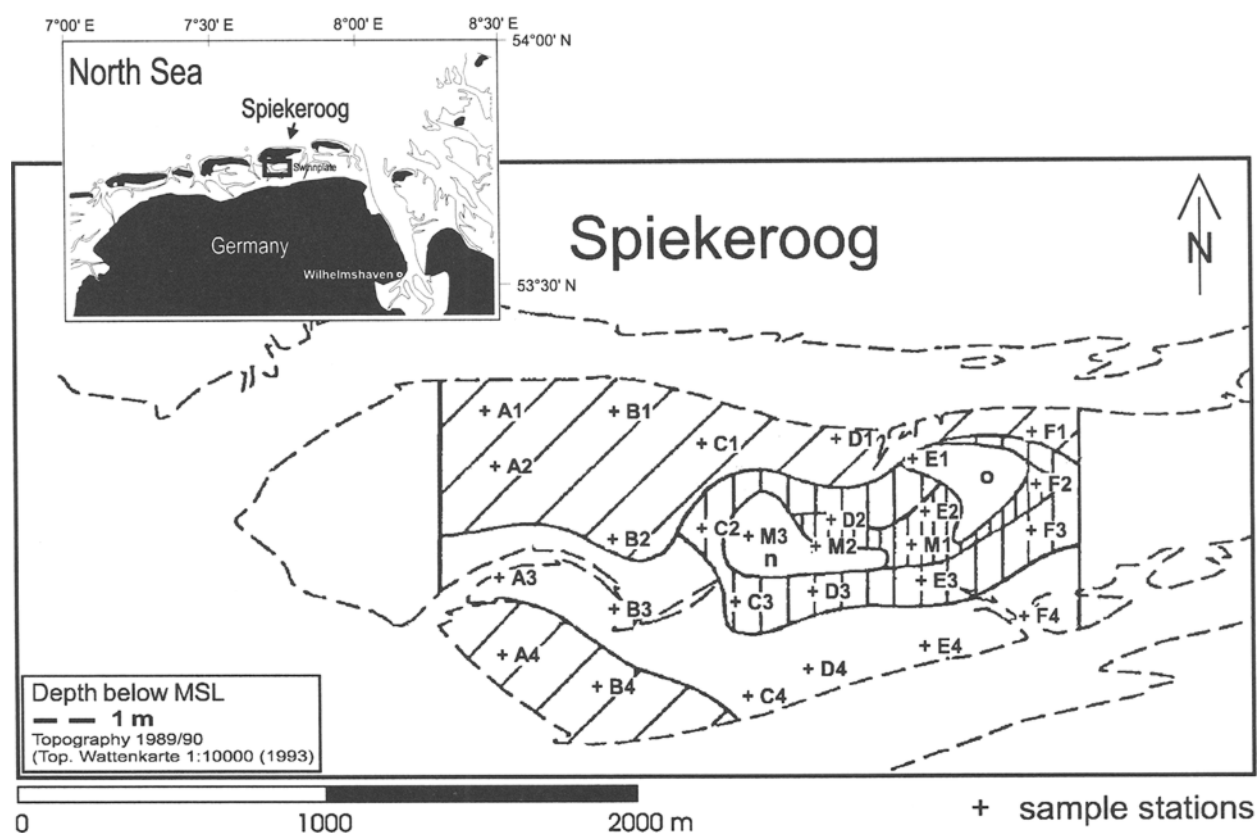 7°00' E 7°30' E 8°00' E 8°30' E
54°00' N
North Sea
Spiekeroog
Swinnplate
Germany
Wilhelmshaven
53°30' N
Spiekeroog
N
+ A1 + B1 + C1 + D1 + E1 + F1
+ A2 + B2 + C2 + D2 + E2 + F2
o
+ M3 + M2 + M1 + F3
n
+ A3 + B3 + C3 + D3 + E3 + F4
+ A4 + B4 + C4 + D4 + E4
Depth below MSL
1 m
Topography 1989/90
(Top. Wattenkarte 1:10000 (1993)
0 1000 2000 m
+ sample stations